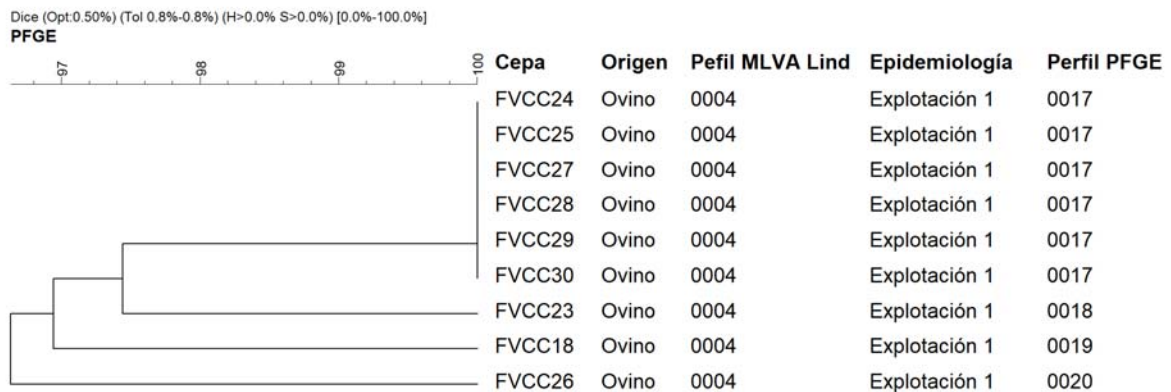 Dice (Opt:0.50%) (Tol 0.8%-0.8%) (H>0.0% S>0.0%) [0.0%-100.0%]
PFGE
97 98 99 100
Cepa Origen Pefil MLVA Lind Epidemiología Perfil PFGE
FVCC24 Ovino 0004 Explotación 1 0017
FVCC25 Ovino 0004 Explotación 1 0017
FVCC27 Ovino 0004 Explotación 1 0017
FVCC28 Ovino 0004 Explotación 1 0017
FVCC29 Ovino 0004 Explotación 1 0017
FVCC30 Ovino 0004 Explotación 1 0017
FVCC23 Ovino 0004 Explotación 1 0018
FVCC18 Ovino 0004 Explotación 1 0019
FVCC26 Ovino 0004 Explotación 1 0020